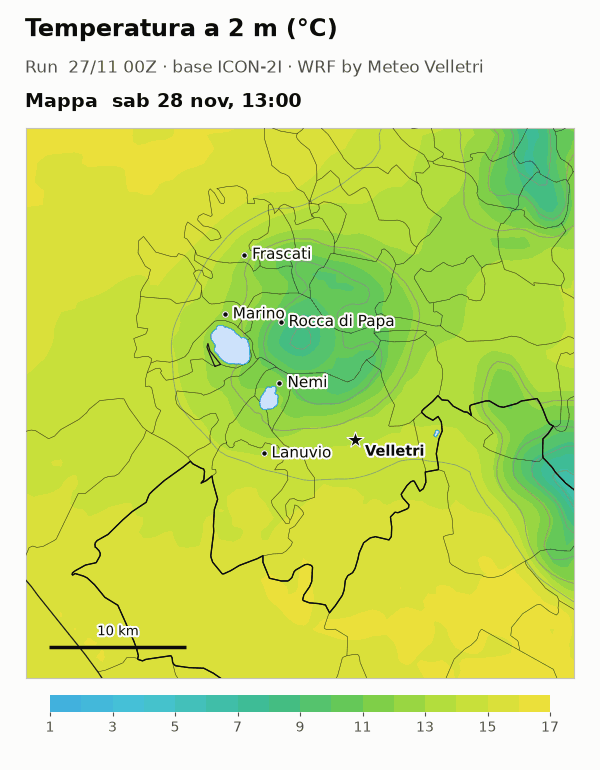 Temperatura a 2 m (°C)
Run  27/11 00Z · base ICON-2I · WRF by Meteo Velletri
Mappa  sab 28 nov, 13:00
Frascati
Marino
Rocca di Papa
Nemi
Velletri
Lanuvio
10 km
1 3 5 7 9 11 13 15 17